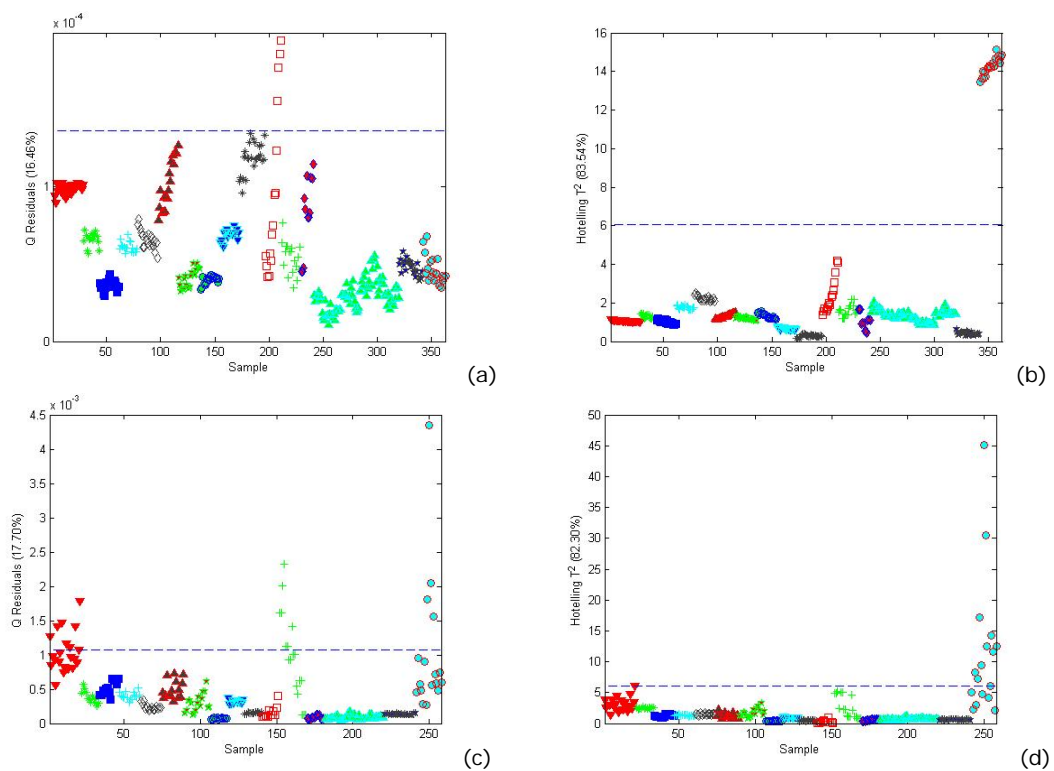 x 10⁻⁴
Q Residuals (16.46%)
1
0
0 50 100 150 200 250 300 350
Sample
(a)
Hotelling T² (83.54%)
16
14
12
10
8
6
4
2
0
50 100 150 200 250 300 350
Sample
(b)
x 10⁻³
Q Residuals (17.70%)
4.5
4
3.5
3
2.5
2
1.5
1
0.5
0
50 100 150 200 250
Sample
(c)
Hotelling T² (82.30%)
50
45
40
35
30
25
20
15
10
5
0
50 100 150 200 250
Sample
(d)